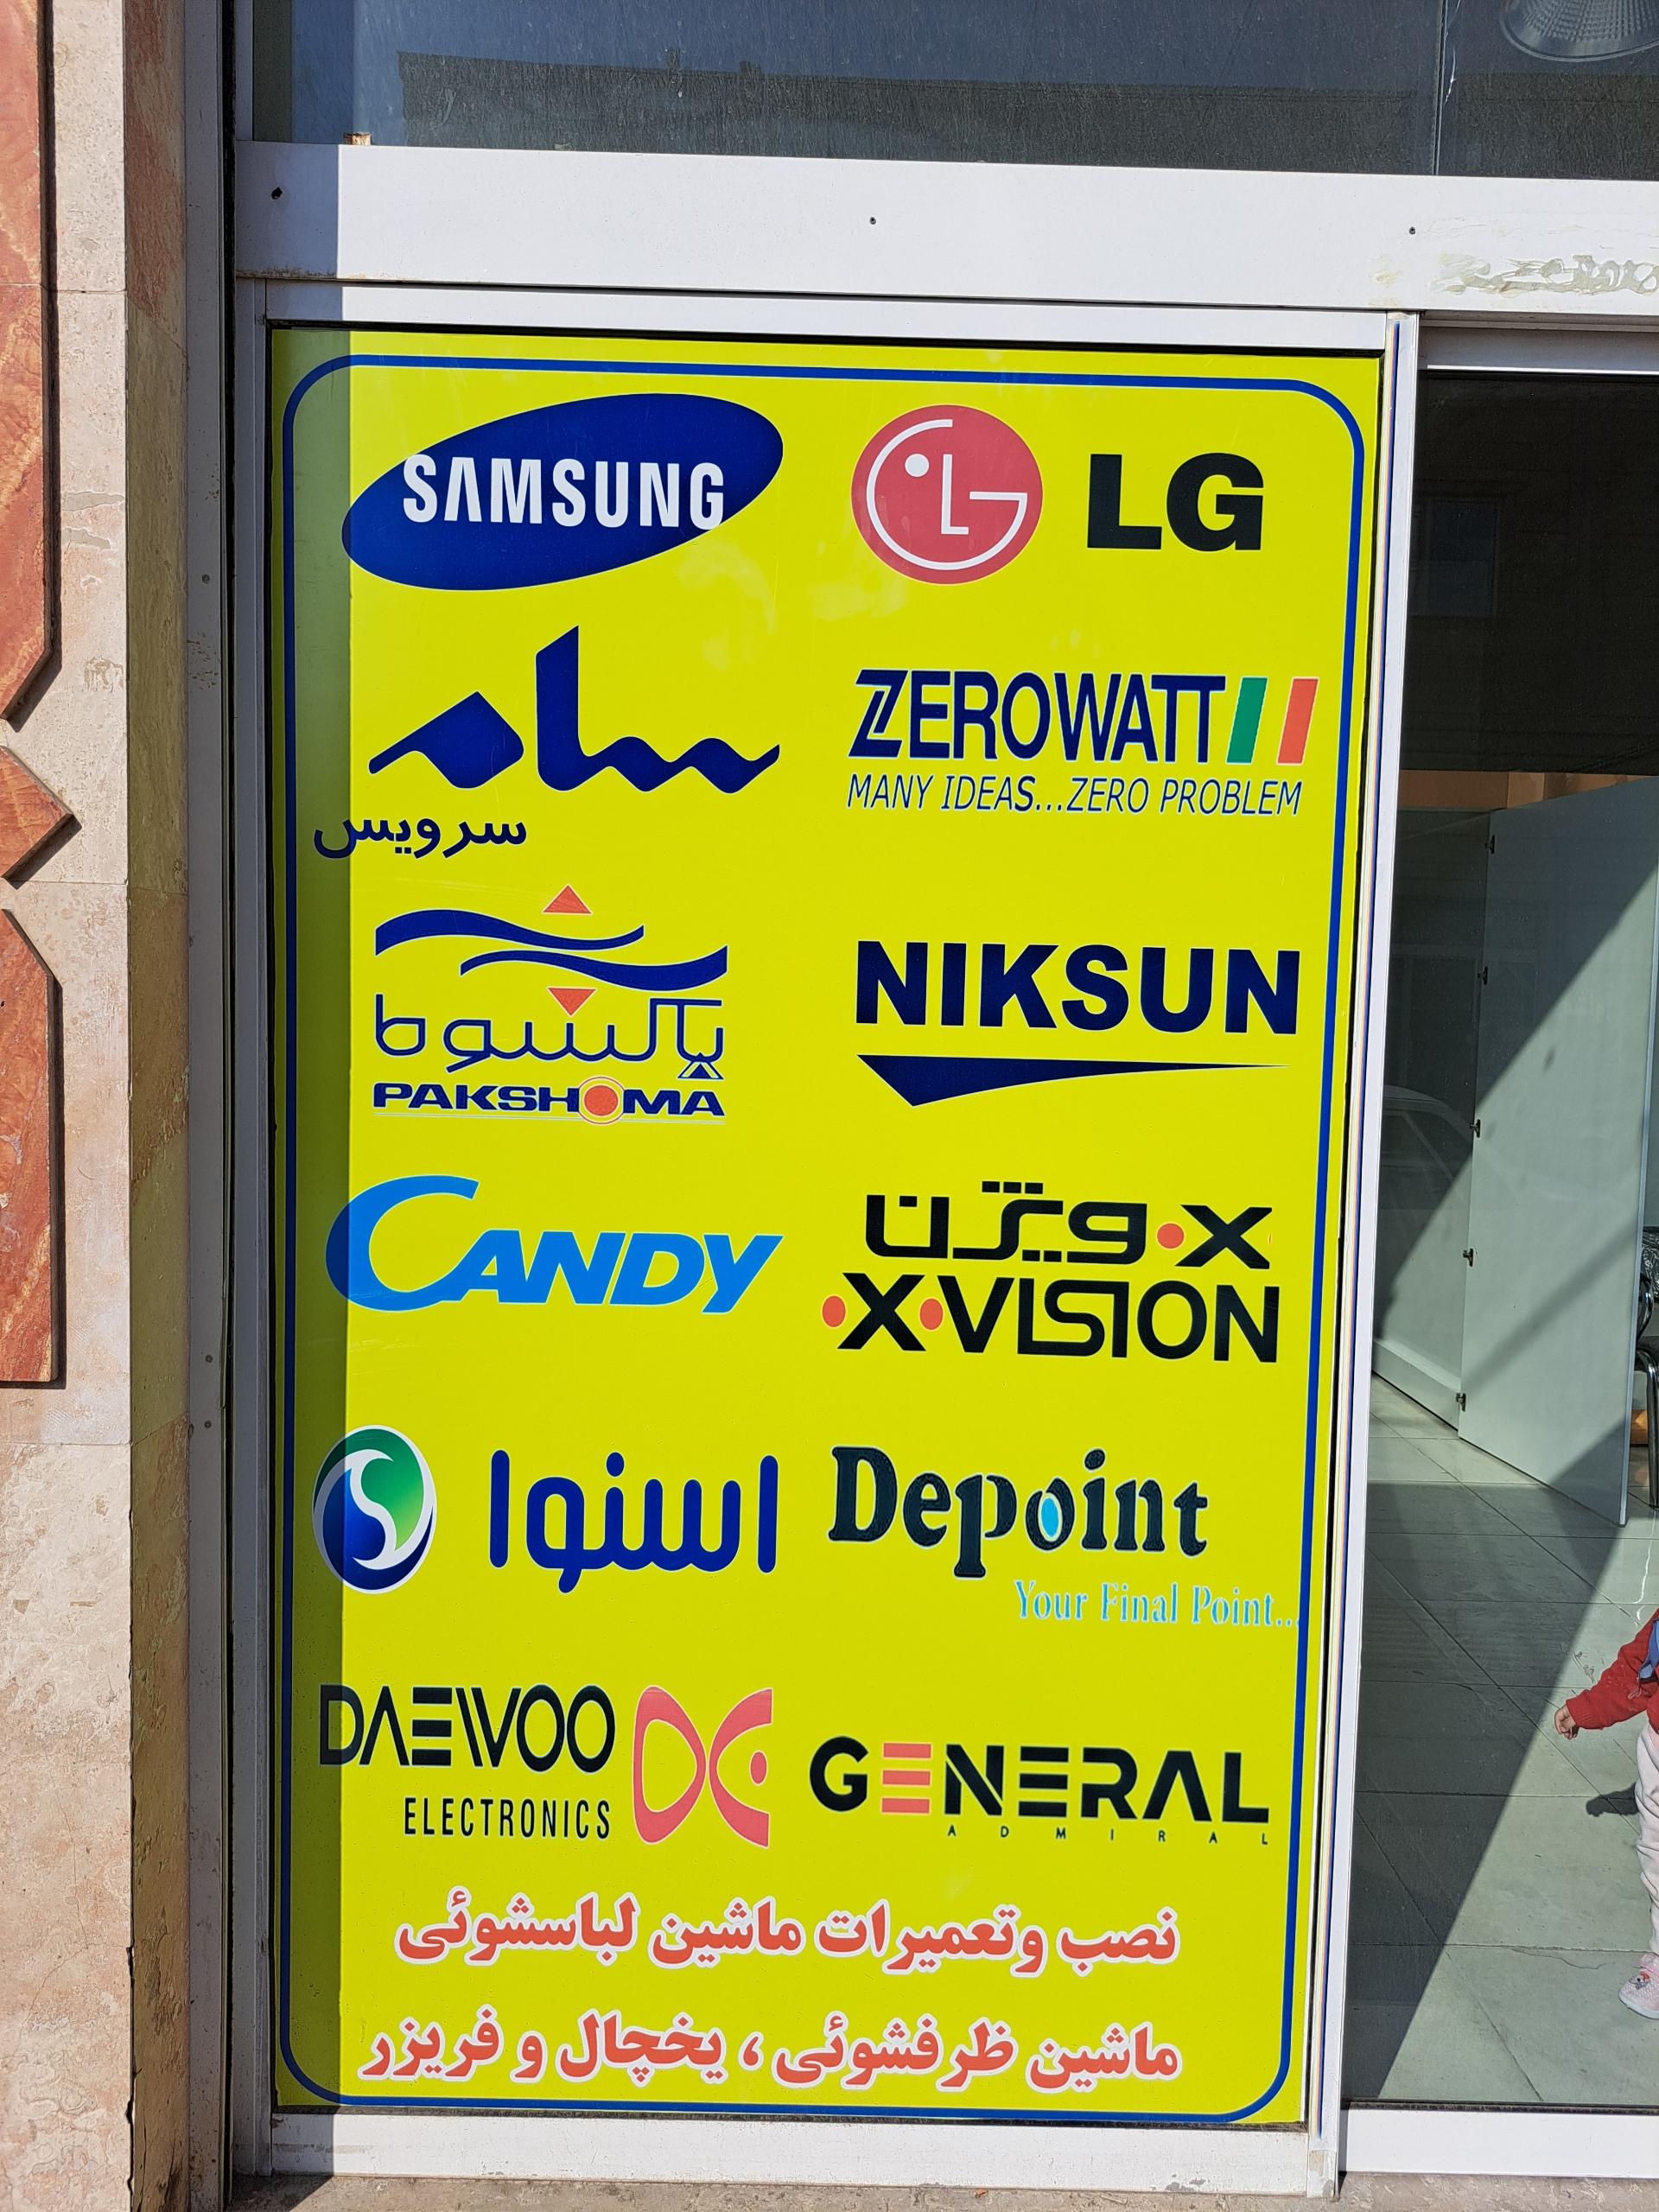 SAMSUNG
LG
سام
سرویس
ZEROWATT
MANY IDEAS...ZERO PROBLEM
پاکشوما
PAKSHOMA
NIKSUN
CANDY
X.ویژن
X.VISION
اسنوا
Depoint
Your Final Point...
DAEWOO
ELECTRONICS
GENERAL
ADMIRAL
نصب وتعمیرات ماشین لباسشوئی
ماشین ظرفشوئی ، یخچال و فریزر